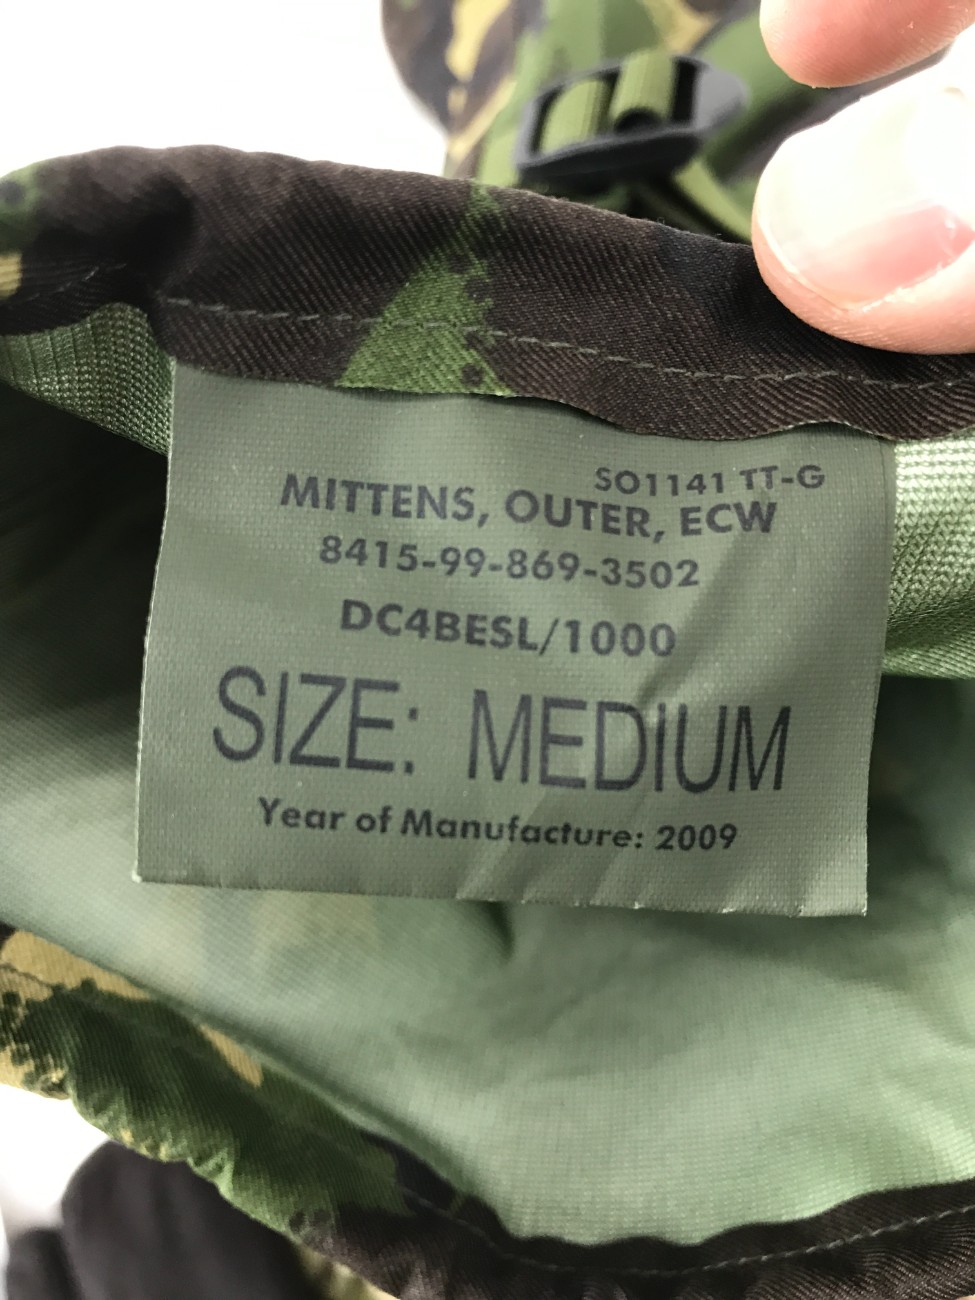 SO1141 TT-G
MITTENS, OUTER, ECW
8415-99-869-3502
DC4BESL/1000
SIZE: MEDIUM
Year of Manufacture: 2009